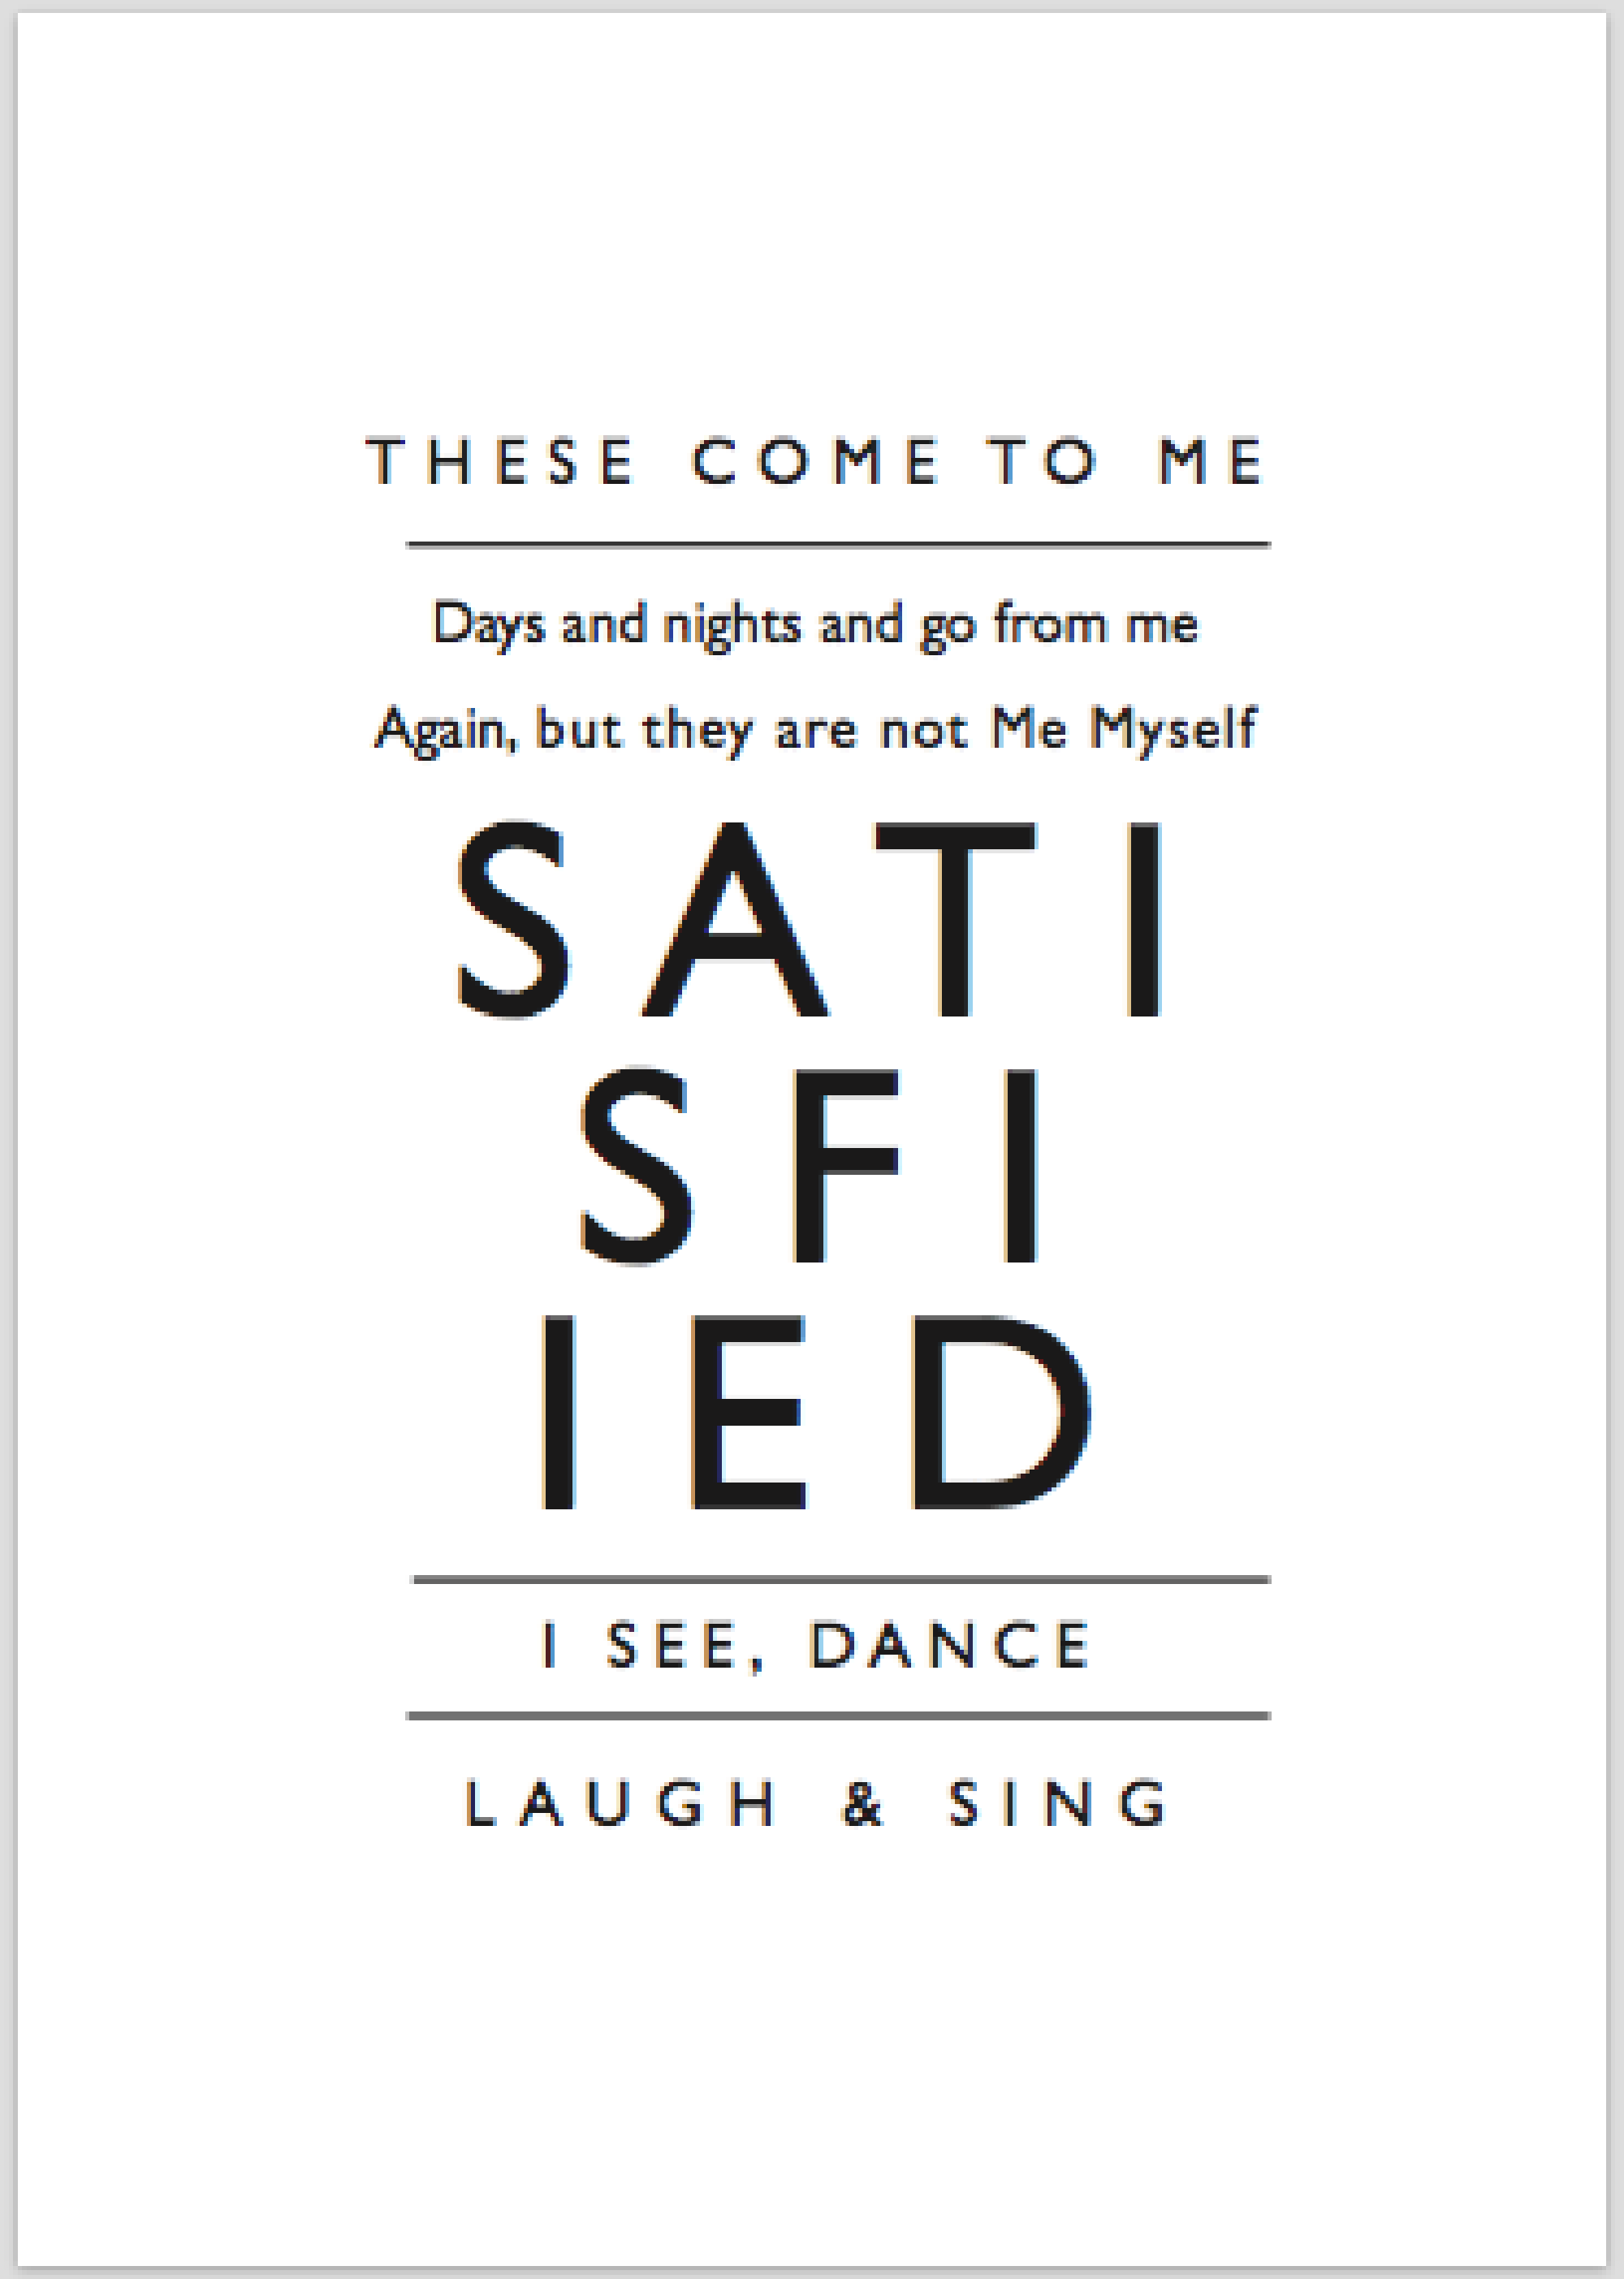 THESE COME TO ME
Days and nights and go from me
Again, but they are not Me Myself
SATI
SFI
IED
I SEE, DANCE
LAUGH & SING